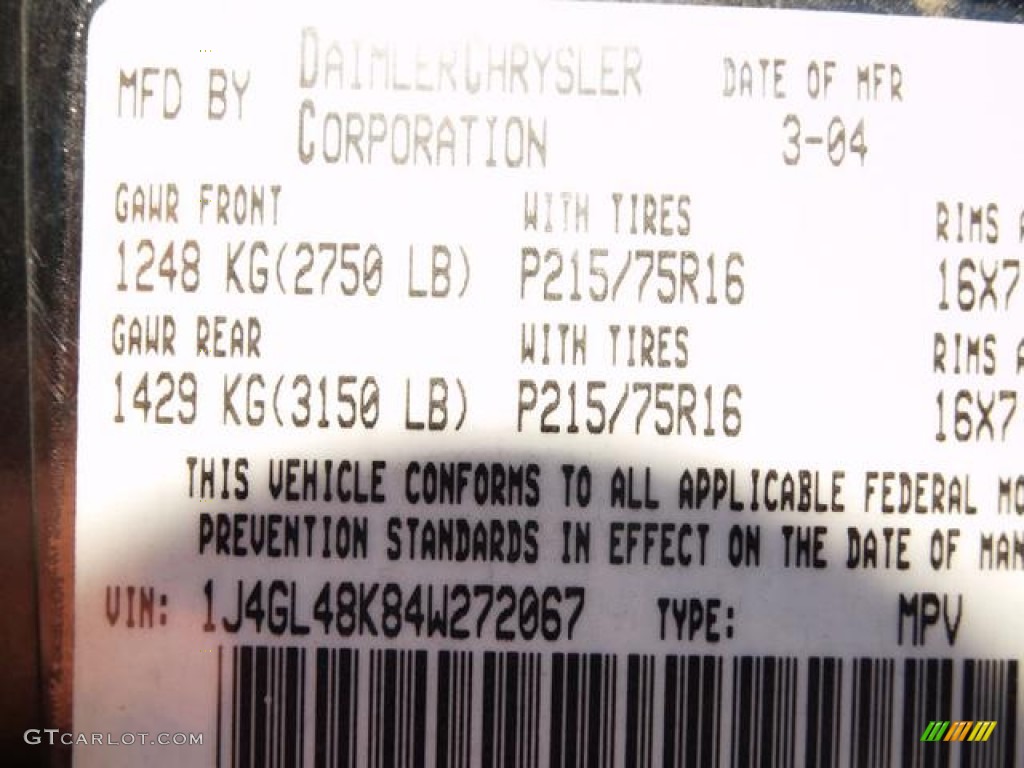 MFD BY DAIMLERCHRYSLER CORPORATION DATE OF MFR 3-04
GAWR FRONT WITH TIRES RIMS
1248 KG(2750 LB) P215/75R16 16X7
GAWR REAR WITH TIRES RIMS
1429 KG(3150 LB) P215/75R16 16X7
THIS VEHICLE CONFORMS TO ALL APPLICABLE FEDERAL MO
PREVENTION STANDARDS IN EFFECT ON THE DATE OF MAN
VIN: 1J4GL48K84W272067 TYPE: MPV
GTCARLOT.COM